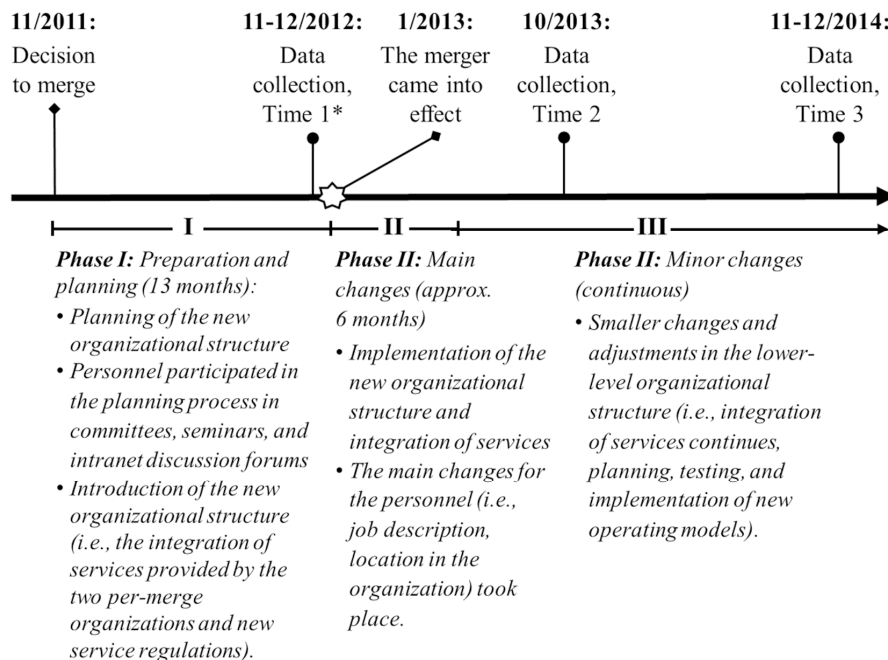 11/2011:
Decision
to merge
11-12/2012:
Data
collection,
Time 1*
1/2013:
The merger
came into
effect
10/2013:
Data
collection,
Time 2
11-12/2014:
Data
collection,
Time 3
I
II
III
Phase I: Preparation and
planning (13 months):
• Planning of the new
organizational structure
• Personnel participated in
the planning process in
committees, seminars, and
intranet discussion forums
• Introduction of the new
organizational structure
(i.e., the integration of
services provided by the
two per-merge
organizations and new
service regulations).
Phase II: Main
changes (approx.
6 months)
• Implementation of the
new organizational
structure and
integration of services
• The main changes for
the personnel (i.e.,
job description,
location in the
organization) took
place.
Phase II: Minor changes
(continuous)
• Smaller changes and
adjustments in the lower-
level organizational
structure (i.e., integration
of services continues,
planning, testing, and
implementation of new
operating models).